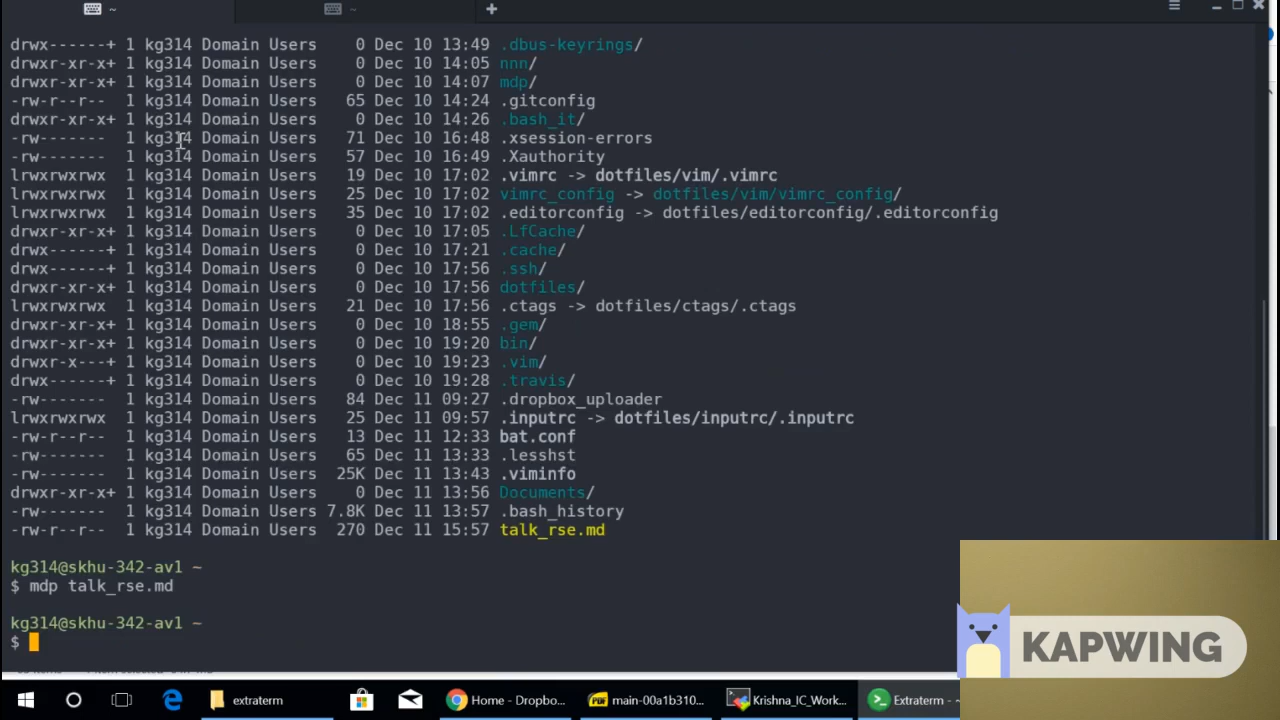 ~
~
drwx------+ 1 kg314 Domain Users    0 Dec 10 13:49 .dbus-keyrings/
drwxr-xr-x+ 1 kg314 Domain Users    0 Dec 10 14:05 nnn/
drwxr-xr-x+ 1 kg314 Domain Users    0 Dec 10 14:07 mdp/
-rw-r--r--  1 kg314 Domain Users   65 Dec 10 14:24 .gitconfig
drwxr-xr-x+ 1 kg314 Domain Users    0 Dec 10 14:26 .bash_it/
-rw-------  1 kg314 Domain Users   71 Dec 10 16:48 .xsession-errors
-rw-------  1 kg314 Domain Users   57 Dec 10 16:49 .Xauthority
lrwxrwxrwx  1 kg314 Domain Users   19 Dec 10 17:02 .vimrc -> dotfiles/vim/.vimrc
lrwxrwxrwx  1 kg314 Domain Users   25 Dec 10 17:02 vimrc_config -> dotfiles/vim/vimrc_config/
lrwxrwxrwx  1 kg314 Domain Users   35 Dec 10 17:02 .editorconfig -> dotfiles/editorconfig/.editorconfig
drwxr-xr-x+ 1 kg314 Domain Users    0 Dec 10 17:05 .LfCache/
drwx------+ 1 kg314 Domain Users    0 Dec 10 17:21 .cache/
drwx------+ 1 kg314 Domain Users    0 Dec 10 17:56 .ssh/
drwxr-xr-x+ 1 kg314 Domain Users    0 Dec 10 17:56 dotfiles/
lrwxrwxrwx  1 kg314 Domain Users   21 Dec 10 17:56 .ctags -> dotfiles/ctags/.ctags
drwxr-xr-x+ 1 kg314 Domain Users    0 Dec 10 18:55 .gem/
drwxr-xr-x+ 1 kg314 Domain Users    0 Dec 10 19:20 bin/
drwxr-x---+ 1 kg314 Domain Users    0 Dec 10 19:23 .vim/
drwx------+ 1 kg314 Domain Users    0 Dec 10 19:28 .travis/
-rw-------  1 kg314 Domain Users   84 Dec 11 09:27 .dropbox_uploader
lrwxrwxrwx  1 kg314 Domain Users   25 Dec 11 09:57 .inputrc -> dotfiles/inputrc/.inputrc
-rw-r--r--  1 kg314 Domain Users   13 Dec 11 12:33 bat.conf
-rw-------  1 kg314 Domain Users   65 Dec 11 13:33 .lesshst
-rw-------  1 kg314 Domain Users  25K Dec 11 13:43 .viminfo
drwxr-xr-x+ 1 kg314 Domain Users    0 Dec 11 13:56 Documents/
-rw-------  1 kg314 Domain Users 7.8K Dec 11 13:57 .bash_history
-rw-r--r--  1 kg314 Domain Users  270 Dec 11 15:57 talk_rse.md
kg314@skhu-342-av1 ~
$ mdp talk_rse.md
kg314@skhu-342-av1 ~
$
KAPWING
extraterm
Home - Dropbo...
PDF
main-00a1b310...
Krishna_IC_Work...
Extraterm - ~